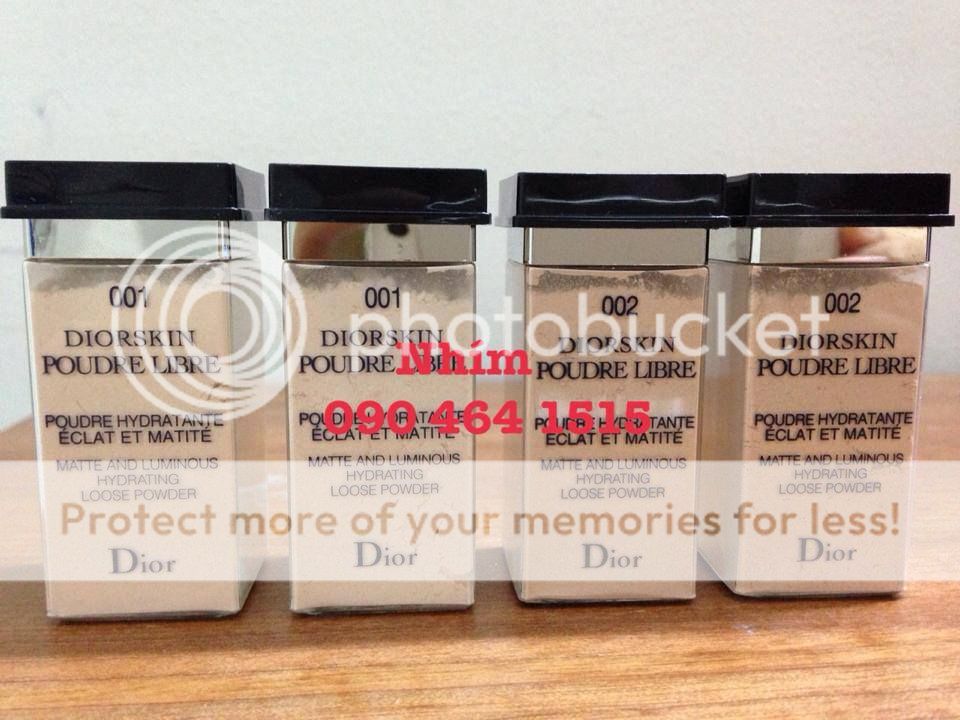 001
DIORSKIN
POUDRE LIBRE
POUDRE HYDRATANTE
ÉCLAT ET MATITÉ
MATTE AND LUMINOUS
HYDRATING
LOOSE POWDER
Dior
001
DIORSKIN
POUDRE LIBRE
POUDRE HYDRATANTE
ÉCLAT ET MATITÉ
MATTE AND LUMINOUS
HYDRATING
LOOSE POWDER
Dior
002
DIORSKIN
POUDRE LIBRE
POUDRE HYDRATANTE
ÉCLAT ET MATITÉ
MATTE AND LUMINOUS
HYDRATING
LOOSE POWDER
Dior
002
DIORSKIN
POUDRE LIBRE
POUDRE HYDRATANTE
ÉCLAT ET MATITÉ
MATTE AND LUMINOUS
HYDRATING
LOOSE POWDER
Dior
photobucket
Nhím
090 464 1515
Protect more of your memories for less!